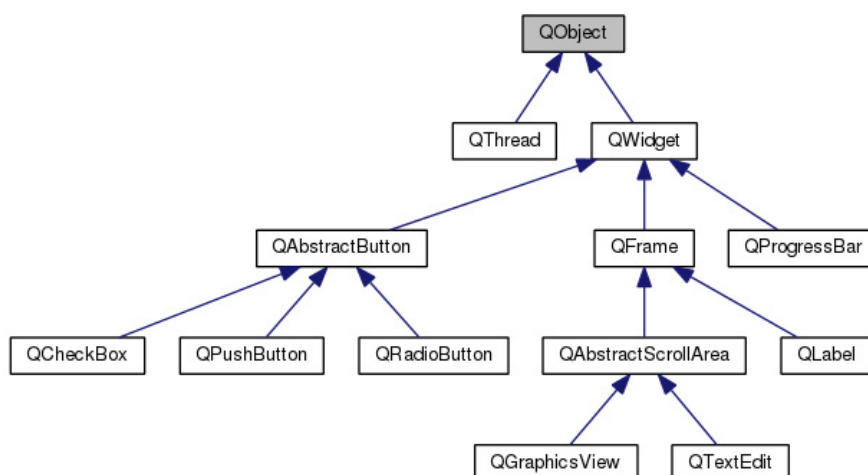 QObject
QThread
QWidget
QAbstractButton
QFrame
QProgressBar
QCheckBox
QPushButton
QRadioButton
QAbstractScrollArea
QLabel
QGraphicsView
QTextEdit